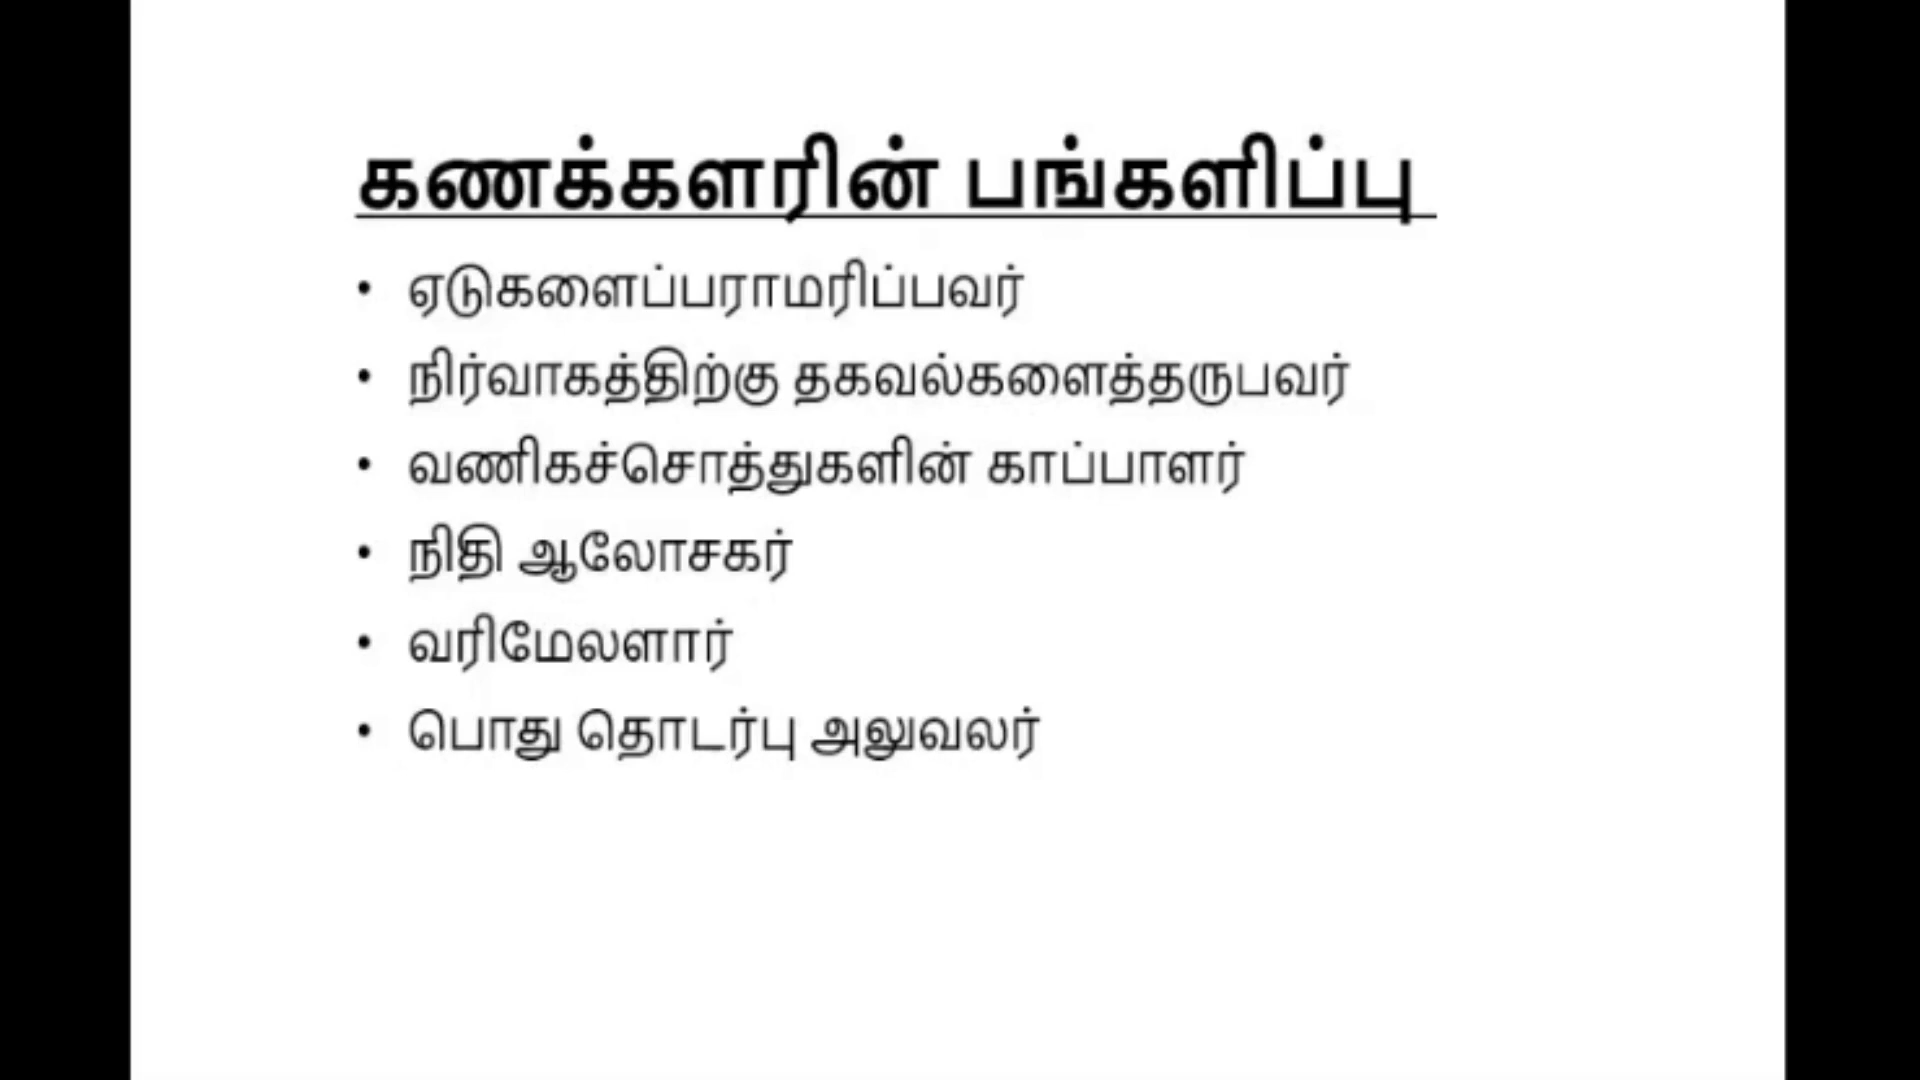 கணக்களரின் பங்களிப்பு
• ஏடுகளைப்பராமரிப்பவர்
• நிர்வாகத்திற்கு தகவல்களைத்தருபவர்
• வணிகச்சொத்துகளின் காப்பாளர்
• நிதி ஆலோசகர்
• வரிமேலளார்
• பொது தொடர்பு அலுவலர்